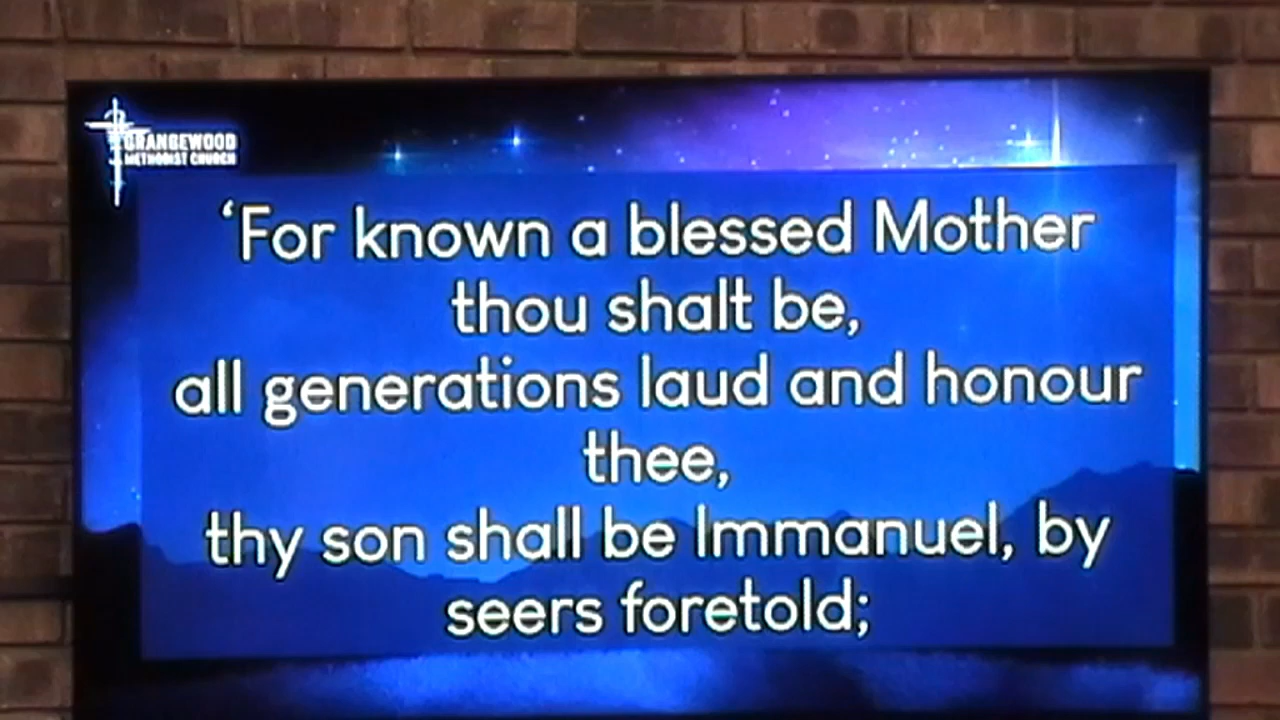 GRANGEWOOD
METHODIST CHURCH
‘For known a blessed Mother
thou shalt be,
all generations laud and honour
thee,
thy son shall be Immanuel, by
seers foretold;